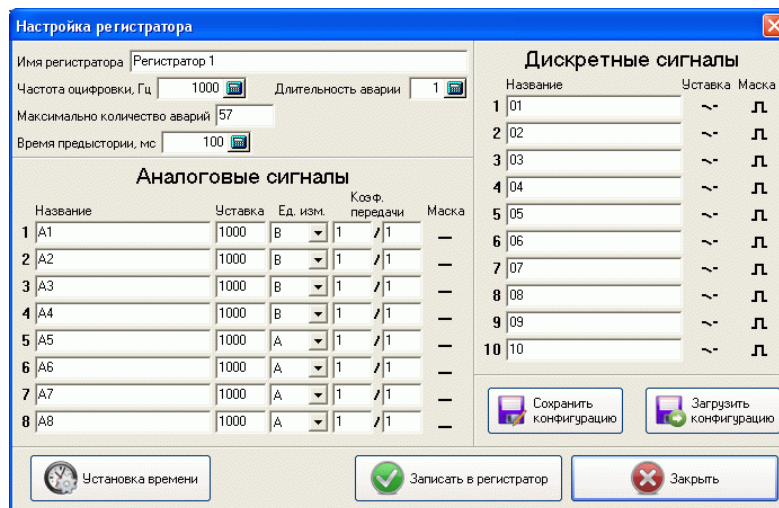 Настройка регистратора
Имя регистратора Регистратор 1
Частота оцифровки, Гц 1000 Длительность аварии 1
Максимально количество аварий 57
Время предыстории, мс 100
Аналоговые сигналы
Название Уставка Ед. изм. Коэф. передачи Маска
1 A1 1000 В 1 / 1
2 A2 1000 В 1 / 1
3 A3 1000 В 1 / 1
4 A4 1000 В 1 / 1
5 A5 1000 А 1 / 1
6 A6 1000 А 1 / 1
7 A7 1000 А 1 / 1
8 A8 1000 А 1 / 1
Дискретные сигналы
Название Уставка Маска
1 01
2 02
3 03
4 04
5 05
6 06
7 07
8 08
9 09
10 10
Сохранить конфигурацию
Загрузить конфигурацию
Установка времени
Записать в регистратор
Закрыть